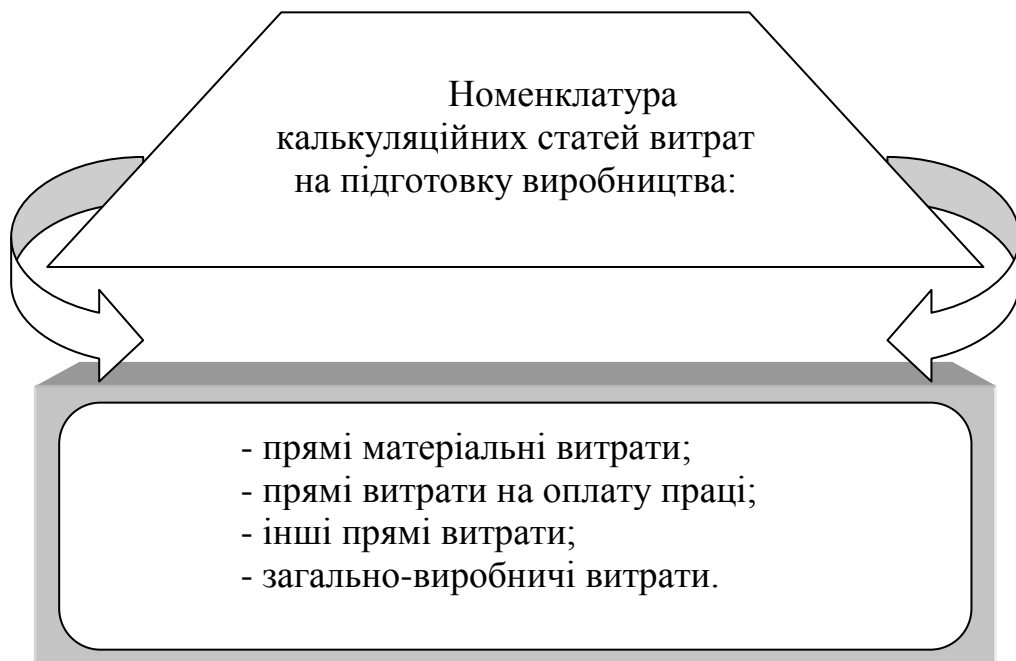 Номенклатура
калькуляційних статей витрат
на підготовку виробництва:
- прямі матеріальні витрати;
- прямі витрати на оплату праці;
- інші прямі витрати;
- загально-виробничі витрати.